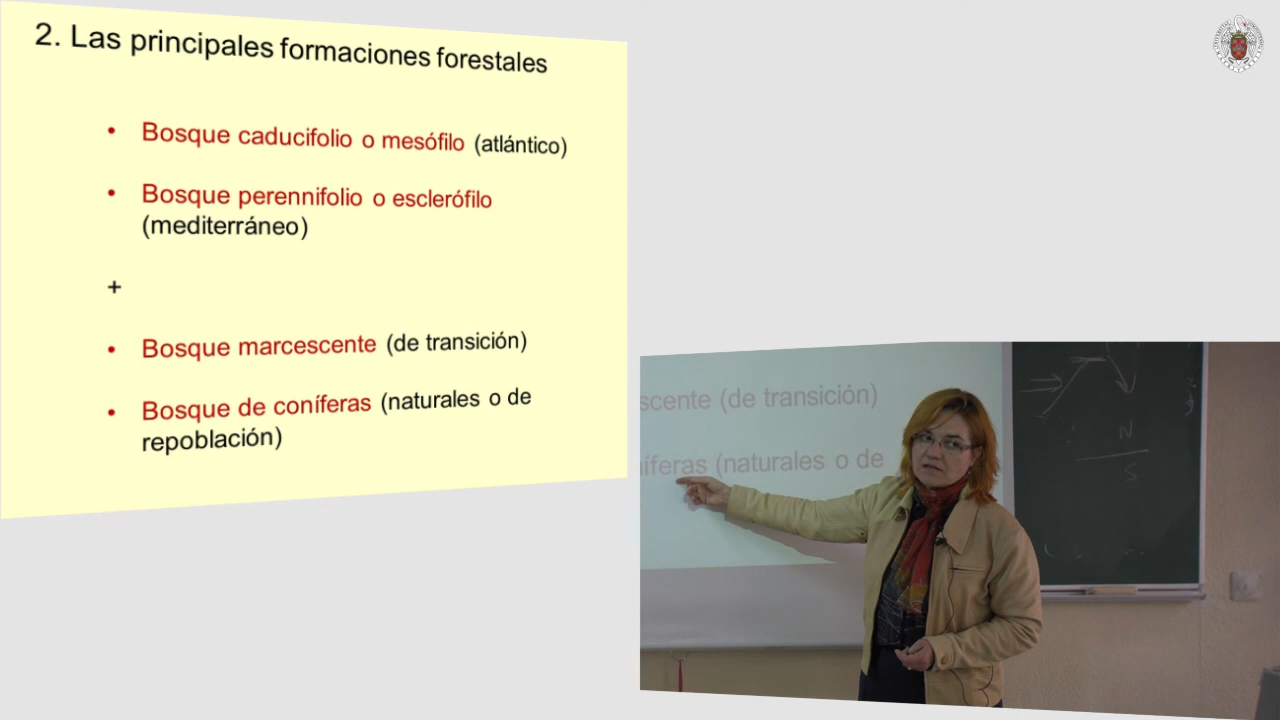 2. Las principales formaciones forestales
• Bosque caducifolio o mesófilo (atlántico)
• Bosque perennifolio o esclerófilo
(mediterráneo)
+
• Bosque marcescente (de transición)
• Bosque de coníferas (naturales o de
repoblación)
scente (de transición)
níferas (naturales o de
N
S